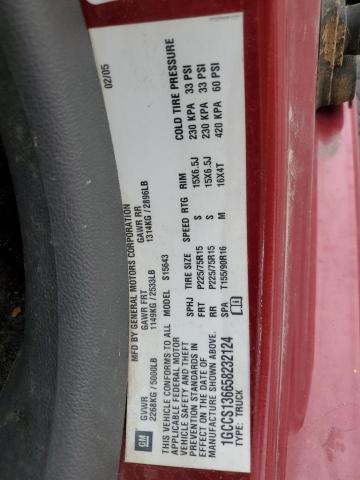 MFD BY GENERAL MOTORS CORPORATION
02/05
GVWR GAWR FRT GAWR RR
2268KG / 5000LB 1149KG / 2533LB 1314KG / 2896LB
GM
THIS VEHICLE CONFORMS TO ALL
APPLICABLE FEDERAL MOTOR
VEHICLE SAFETY AND THEFT
PREVENTION STANDARDS IN
EFFECT ON THE DATE OF
MANUFACTURE SHOWN ABOVE.
1GCCS136658232124
TYPE: TRUCK
MODEL S15643
SPHJ TIRE SIZE SPEED RTG RIM COLD TIRE PRESSURE
FRT P225/75R15 S 15X6.5J 230 KPA 33 PSI
RR P225/75R15 S 15X6.5J 230 KPA 33 PSI
SPA T155/90R16 M 16X4T 420 KPA 60 PSI